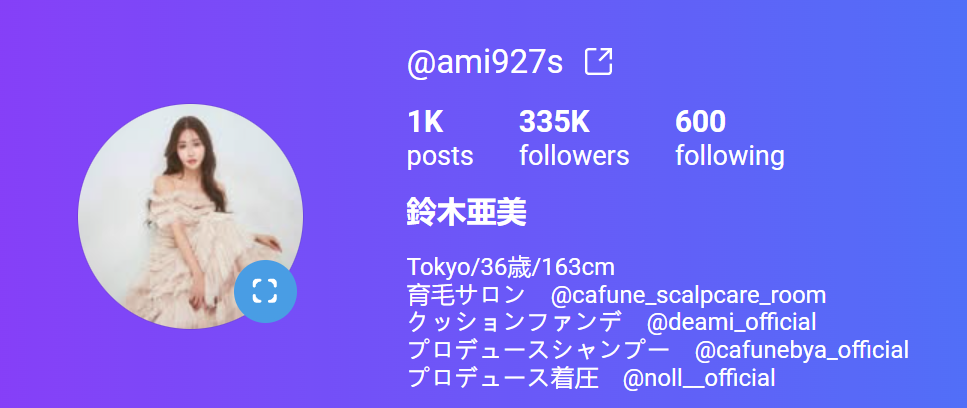 @ami927s
1K 335K 600
posts followers following
鈴木亜美
Tokyo/36歳/163cm
育毛サロン @cafune_scalpcare_room
クッションファンデ @deami_official
プロデュースシャンプー @cafunebya_official
プロデュース着圧 @noll__official